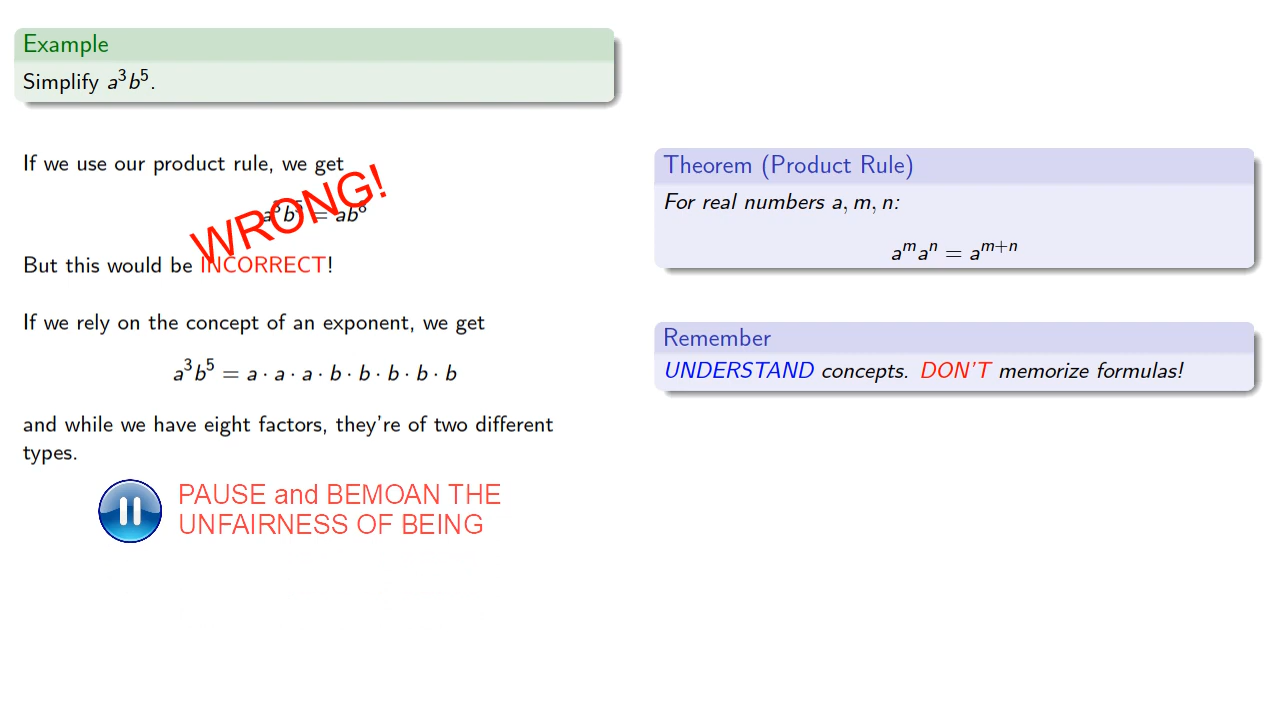 Example
Simplify a³b⁵.
If we use our product rule, we get
a³b⁵ = ab⁸
WRONG!
But this would be INCORRECT!
If we rely on the concept of an exponent, we get
a³b⁵ = a · a · a · b · b · b · b · b
and while we have eight factors, they're of two different
types.
PAUSE and BEMOAN THE
UNFAIRNESS OF BEING
Theorem (Product Rule)
For real numbers a, m, n:
aᵐaⁿ = aᵐ⁺ⁿ
Remember
UNDERSTAND concepts. DON'T memorize formulas!